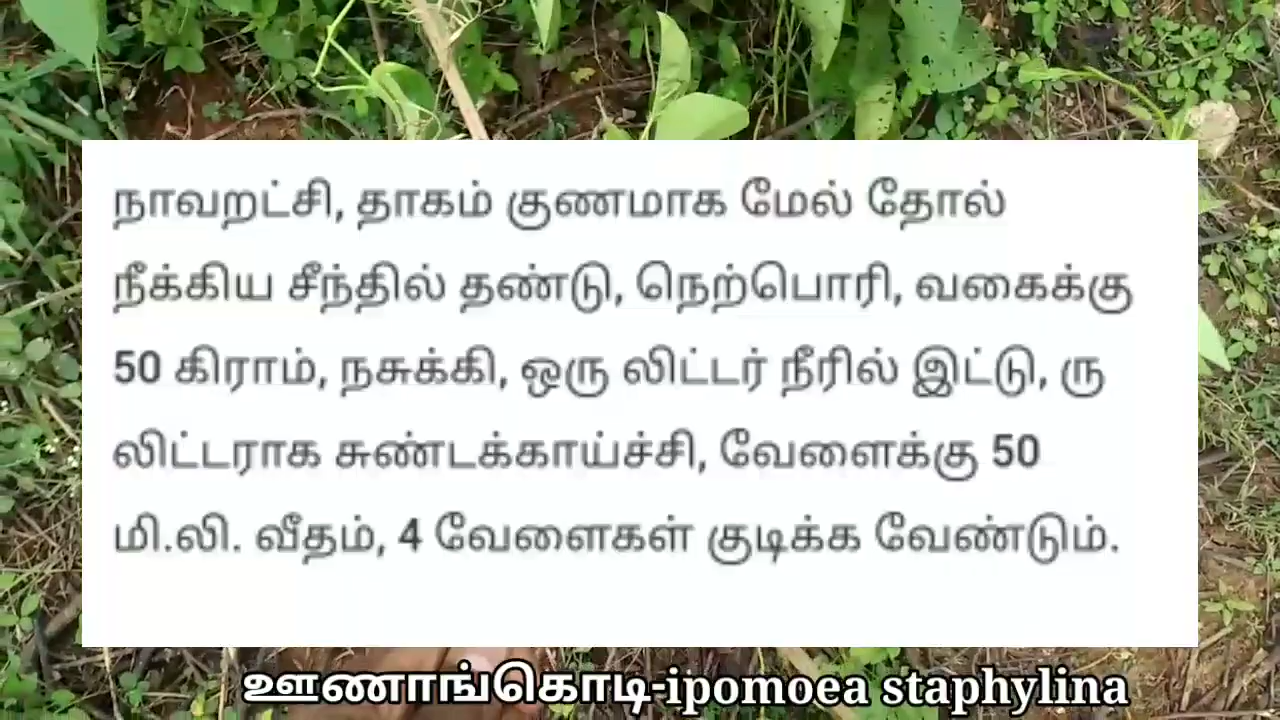 நாவறட்சி, தாகம் குணமாக மேல் தோல்
நீக்கிய சீந்தில் தண்டு, நெற்பொரி, வகைக்கு
50 கிராம், நசுக்கி, ஒரு லிட்டர் நீரில் இட்டு, ரு
லிட்டராக சுண்டக்காய்ச்சி, வேளைக்கு 50
மி.லி. வீதம், 4 வேளைகள் குடிக்க வேண்டும்.
ஊணாங்கொடி-ipomoea staphylina